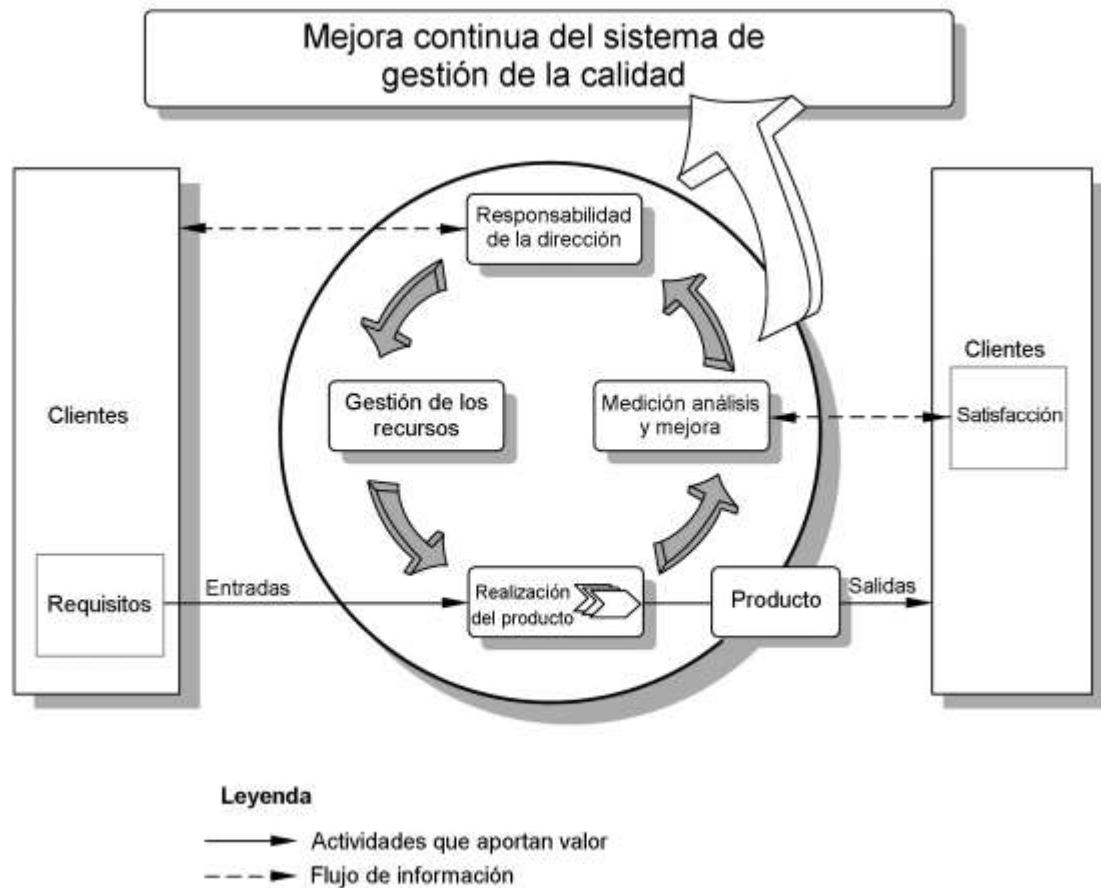 Mejora continua del sistema de
gestión de la calidad
Responsabilidad
de la dirección
Clientes
Gestión de los
recursos
Medición análisis
y mejora
Clientes
Satisfacción
Requisitos
Entradas
Realización
del producto
Producto
Salidas
Leyenda
Actividades que aportan valor
Flujo de información